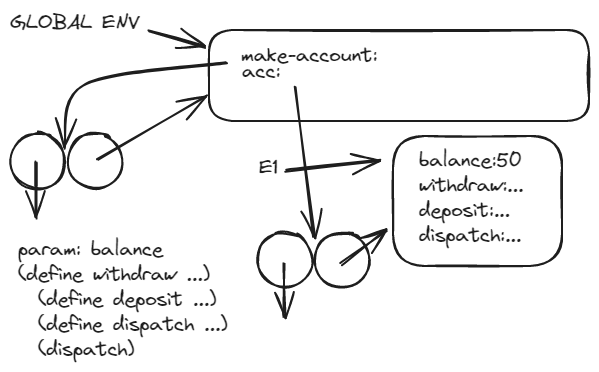 GLOBAL ENV
make-account:
acc:
E1
balance:50
withdraw:...
deposit:...
dispatch:...
param: balance
(define withdraw ...)
(define deposit ...)
(define dispatch ...)
(dispatch)